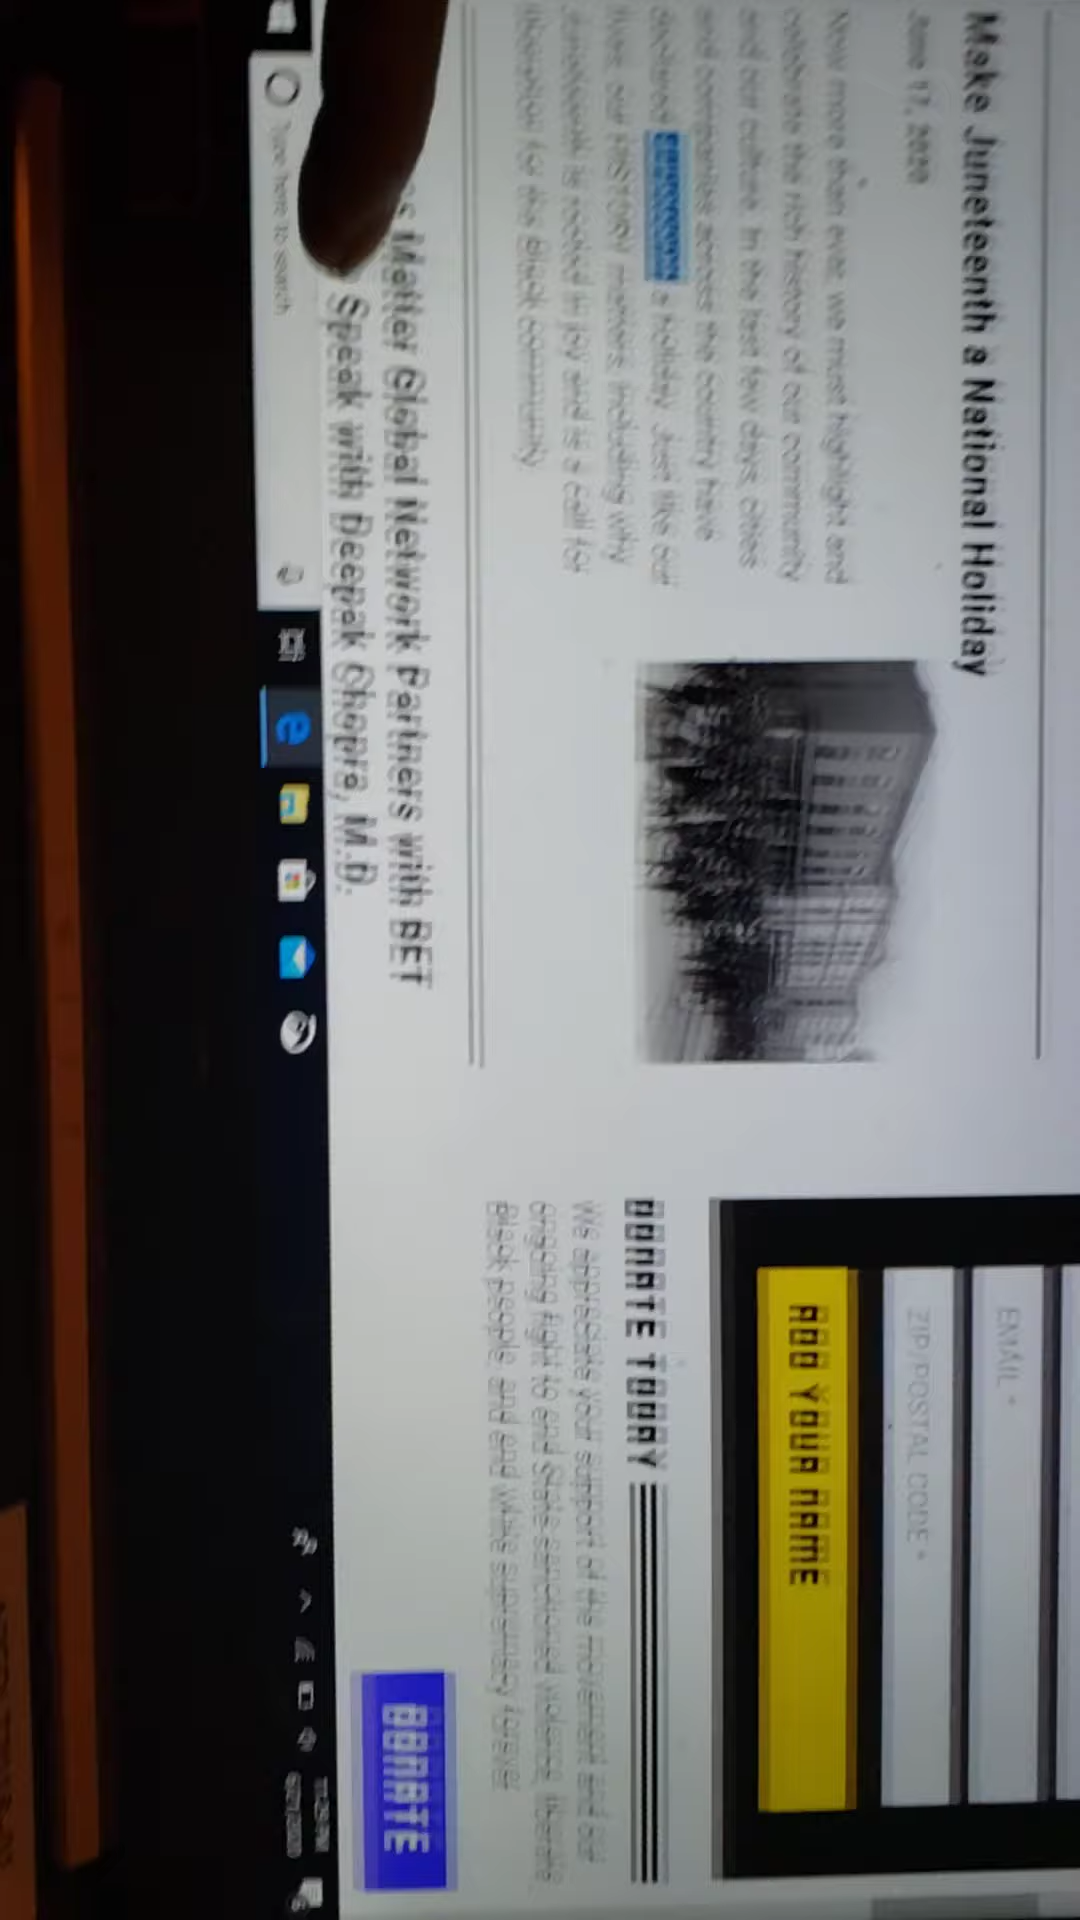 Make Juneteenth a National Holiday
June 17, 2020
Now more than ever, we must highlight and
celebrate the rich history of our community
and our culture. In the last few days, cities
and companies across the country have
declared Juneteenth a holiday. Just like our
lives, our HISTORY matters, including why
Juneteenth is rooted in joy and is a call for
liberation for the Black community.
Matter Global Network Partners with BET
Speak with Deepak Chopra, M.D.
EMAIL *
ZIP/POSTAL CODE *
ADD YOUR NAME
DONATE TODAY
We appreciate your support of the movement and our
ongoing fight to end State-sanctioned violence, liberate
Black people, and end white supremacy forever.
DONATE
Type here to search